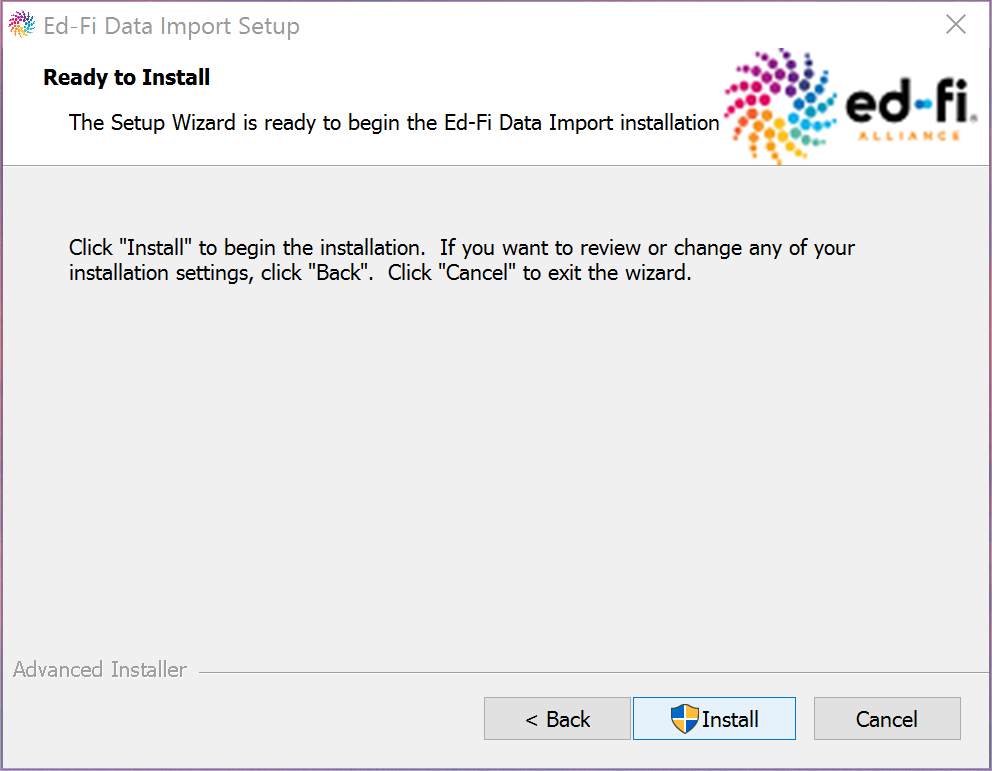 Ed-Fi Data Import Setup
Ready to Install
The Setup Wizard is ready to begin the Ed-Fi Data Import installation
ed-fi®
ALLIANCE
Click "Install" to begin the installation.  If you want to review or change any of your
installation settings, click "Back".  Click "Cancel" to exit the wizard.
Advanced Installer
< Back
Install
Cancel